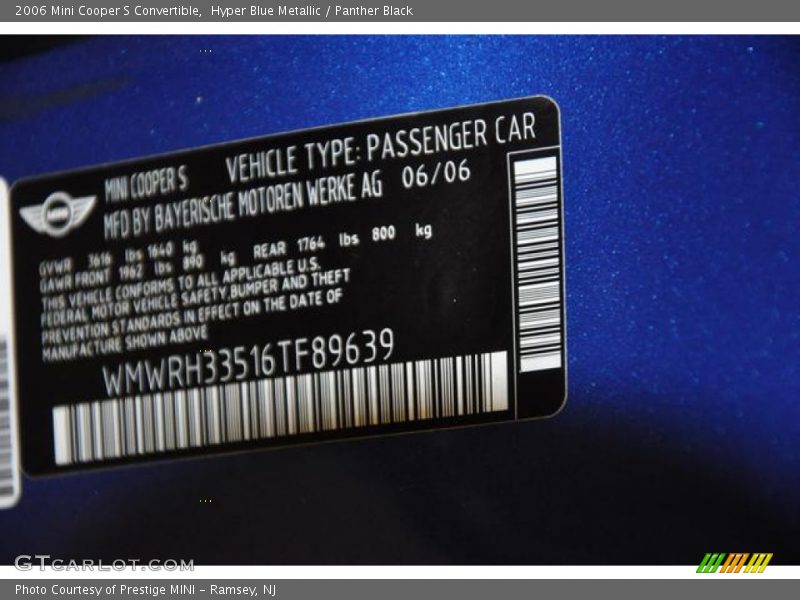 2006 Mini Cooper S Convertible, Hyper Blue Metallic / Panther Black
MINI COOPER S VEHICLE TYPE: PASSENGER CAR
MFD BY BAYERISCHE MOTOREN WERKE AG 06/06
GVWR 3616 lbs 1640 kg
GAWR FRONT 1962 lbs 890 kg REAR 1764 lbs 800 kg
THIS VEHICLE CONFORMS TO ALL APPLICABLE U.S.
FEDERAL MOTOR VEHICLE SAFETY,BUMPER AND THEFT
PREVENTION STANDARDS IN EFFECT ON THE DATE OF
MANUFACTURE SHOWN ABOVE
WMWRH33516TF89639
GTCARLOT.COM
Photo Courtesy of Prestige MINI - Ramsey, NJ